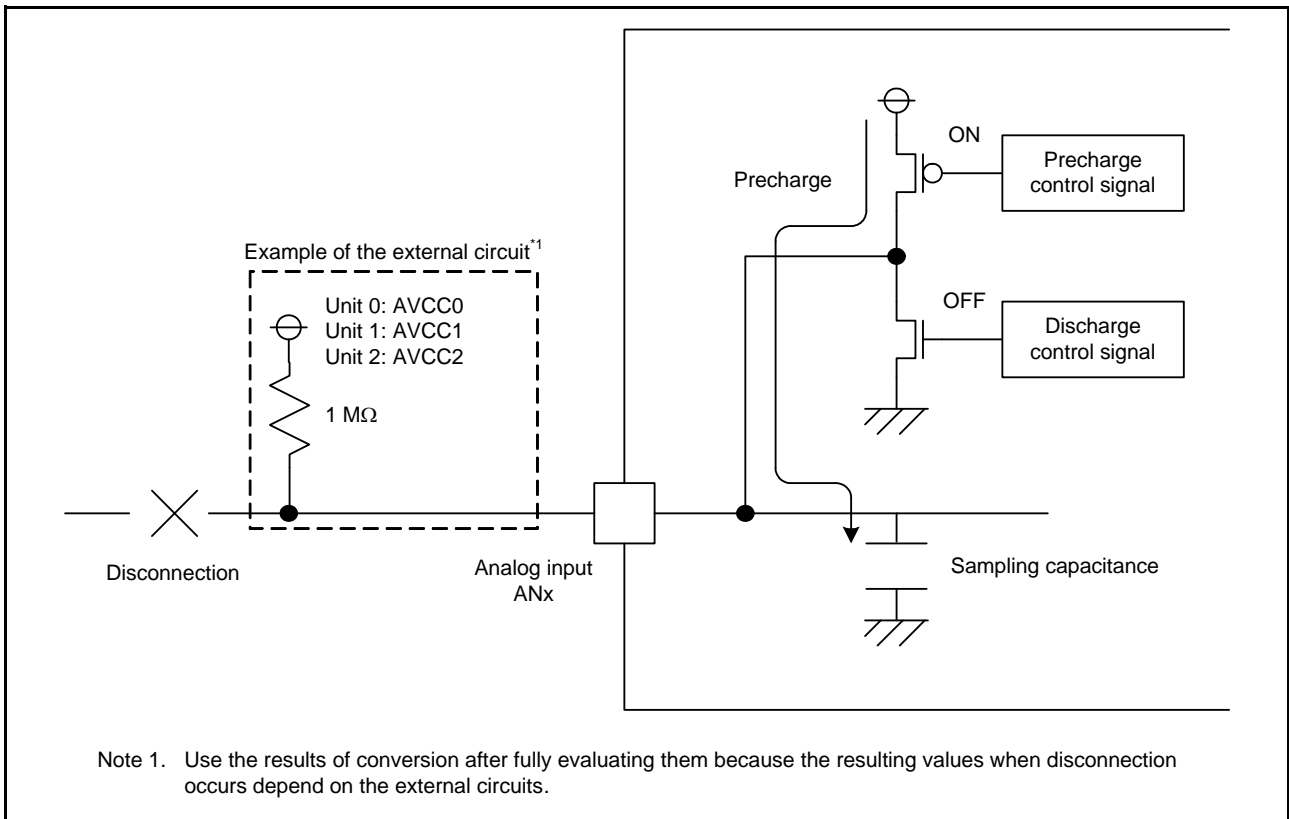 ON
Precharge
control signal
Precharge
Example of the external circuit*1
Unit 0: AVCC0
Unit 1: AVCC1
Unit 2: AVCC2
OFF
Discharge
control signal
1 MΩ
Disconnection
Analog input
ANx
Sampling capacitance
Note 1. Use the results of conversion after fully evaluating them because the resulting values when disconnection
occurs depend on the external circuits.